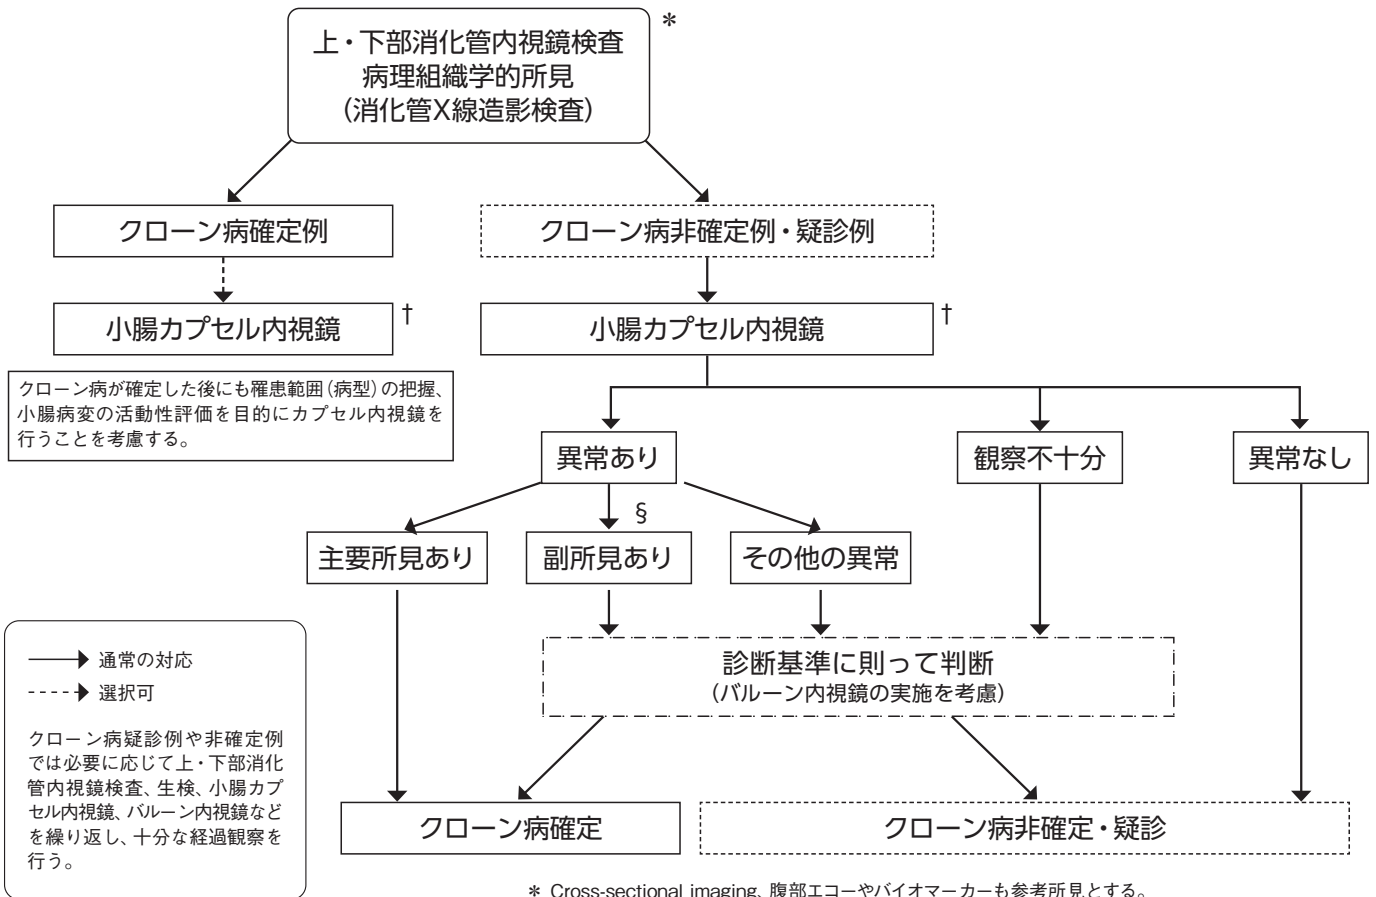 上・下部消化管内視鏡検査
病理組織学的所見
（消化管X線造影検査）
＊
クローン病確定例
クローン病非確定例・疑診例
小腸カプセル内視鏡
†
小腸カプセル内視鏡
†
クローン病が確定した後にも罹患範囲（病型）の把握、
小腸病変の活動性評価を目的にカプセル内視鏡を
行うことを考慮する。
異常あり
観察不十分
異常なし
§
主要所見あり
副所見あり
その他の異常
診断基準に則って判断
（バルーン内視鏡の実施を考慮）
通常の対応
選択可
クローン病疑診例や非確定例
では必要に応じて上・下部消化
管内視鏡検査、生検、小腸カプ
セル内視鏡、バルーン内視鏡など
を繰り返し、十分な経過観察を
行う。
クローン病確定
クローン病非確定・疑診
＊ Cross-sectional imaging、腹部エコーやバイオマーカーも参考所見とする。